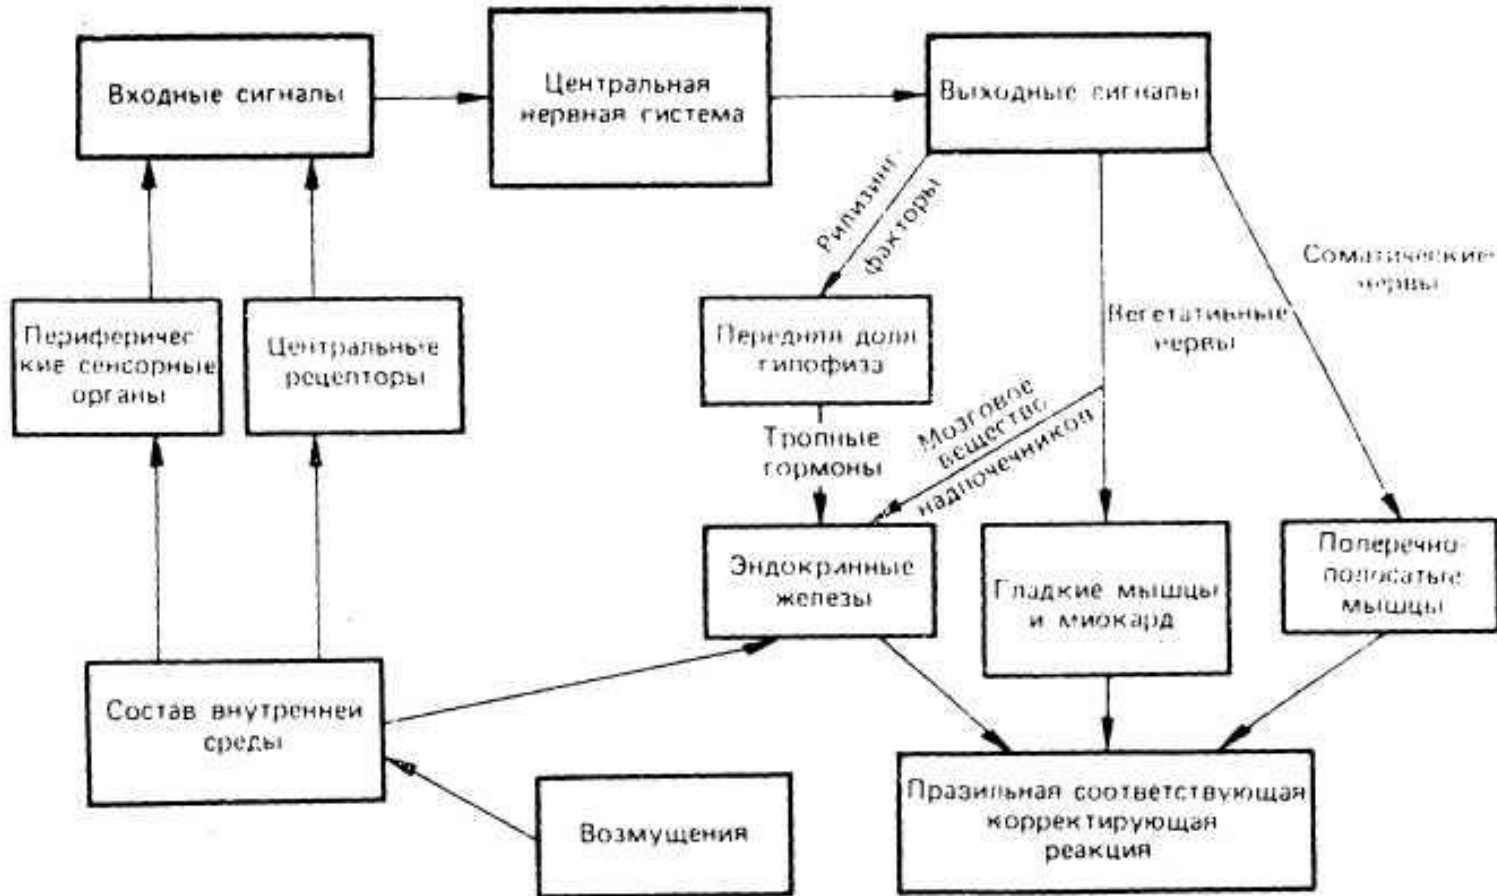 Входные сигналы
Центральная
нервная система
Выходные сигналы
Рилизинг-
факторы
Соматические
нервы
Вегетативные
нервы
Периферичес-
кие сенсорные
органы
Центральные
рецепторы
Передняя доля
гипофиза
Тропные
гормоны
Мозговое
вещество
надпочечников
Эндокринные
железы
Гладкие мышцы
и миокард
Поперечно-
полосатые
мышцы
Состав внутренней
среды
Возмущения
Празильная соответствующая
корректирующая
реакция